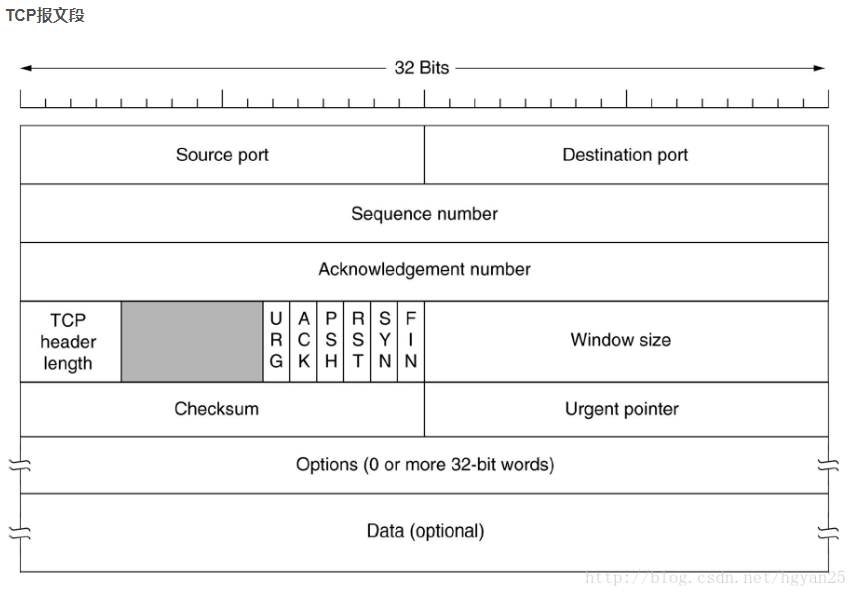 TCP报文段
32 Bits
Source port
Destination port
Sequence number
Acknowledgement number
TCP
header
length
URG
ACK
PSH
RST
SYN
FIN
Window size
Checksum
Urgent pointer
Options (0 or more 32-bit words)
Data (optional)
http://blog.csdn.net/hgyan25